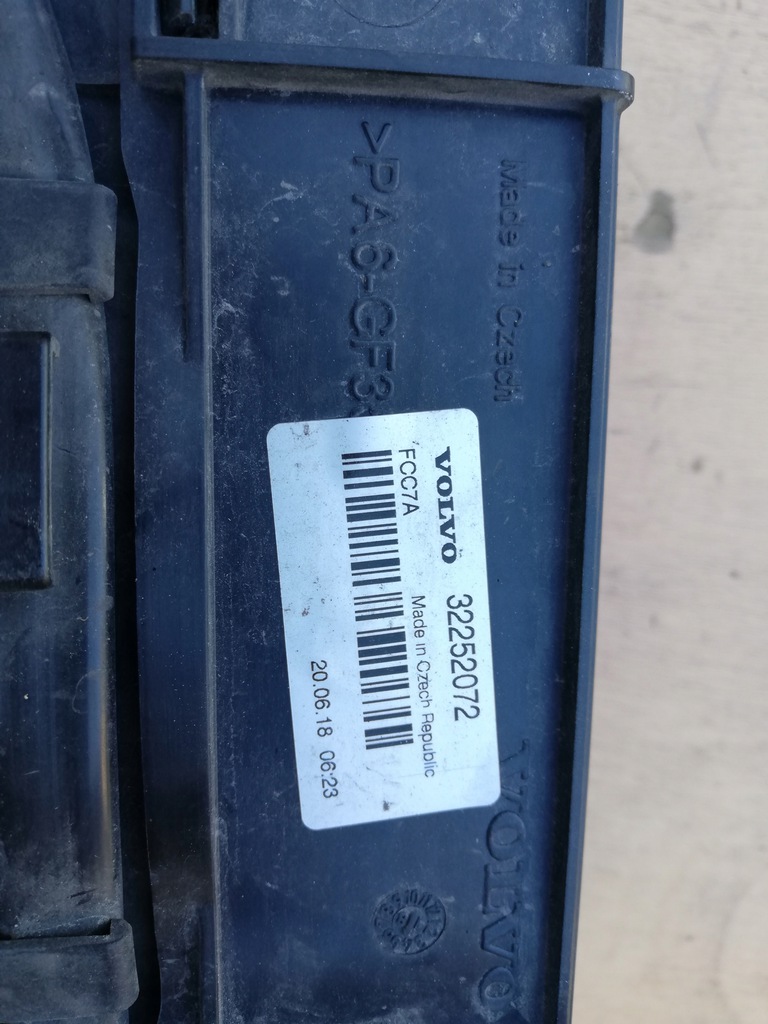 >PA6-GF3
Made in Czech
VOLVO 32252072
FCC7A Made in Czech Republic
20.06.18 06:23
VOLVO